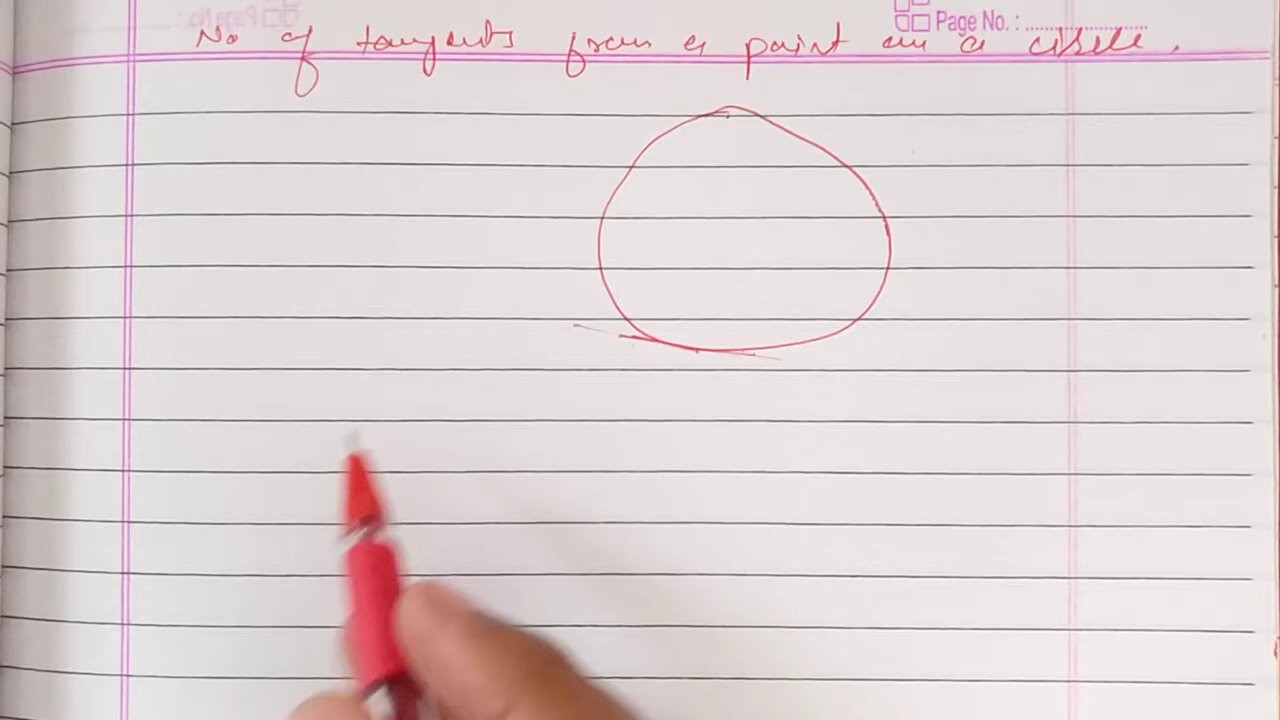 Page No. :
No of tangents from a point on a circle.